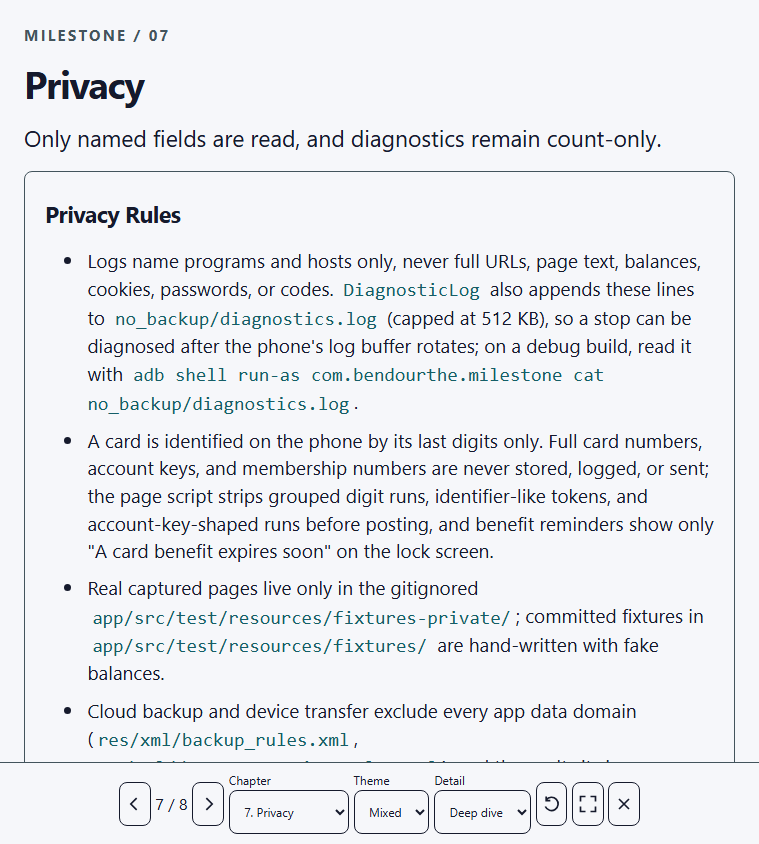 MILESTONE / 07
Privacy
Only named fields are read, and diagnostics remain count-only.
Privacy Rules
• Logs name programs and hosts only, never full URLs, page text, balances,
cookies, passwords, or codes. DiagnosticLog also appends these lines
to no_backup/diagnostics.log (capped at 512 KB), so a stop can be
diagnosed after the phone's log buffer rotates; on a debug build, read it
with adb shell run-as com.bendourthe.milestone cat
no_backup/diagnostics.log.
• A card is identified on the phone by its last digits only. Full card numbers,
account keys, and membership numbers are never stored, logged, or sent;
the page script strips grouped digit runs, identifier-like tokens, and
account-key-shaped runs before posting, and benefit reminders show only
"A card benefit expires soon" on the lock screen.
• Real captured pages live only in the gitignored
app/src/test/resources/fixtures-private/; committed fixtures in
app/src/test/resources/fixtures/ are hand-written with fake
balances.
• Cloud backup and device transfer exclude every app data domain
(res/xml/backup_rules.xml,
Chapter Theme Detail
7 / 8 7. Privacy Mixed Deep dive